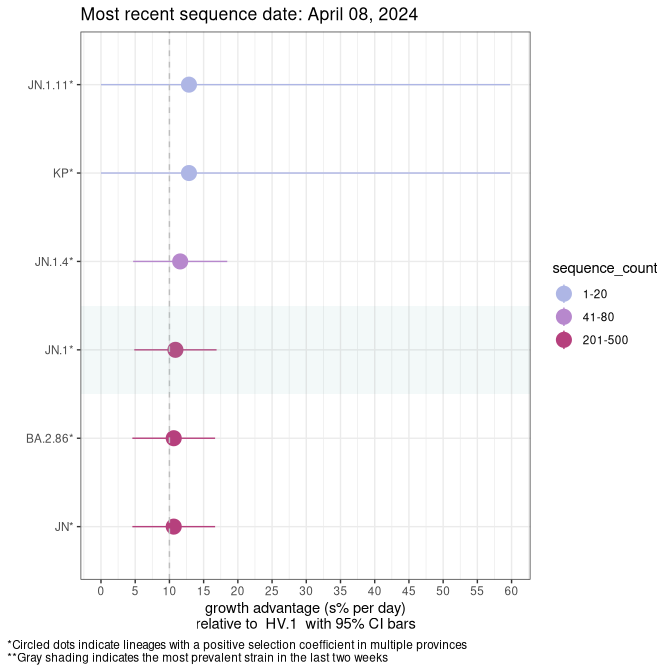 Most recent sequence date: April 08, 2024
JN.1.11*
KP*
JN.1.4*
JN.1*
BA.2.86*
JN*
0 5 10 15 20 25 30 35 40 45 50 55 60
growth advantage (s% per day)
relative to HV.1 with 95% CI bars
sequence_count
1-20
41-80
201-500
*Circled dots indicate lineages with a positive selection coefficient in multiple provinces
**Gray shading indicates the most prevalent strain in the last two weeks